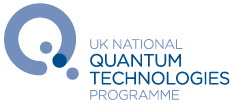 UK NATIONAL
QUANTUM
TECHNOLOGIES
PROGRAMME